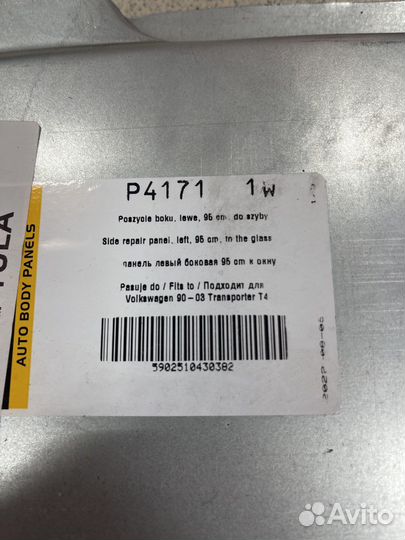 P4171 1w
Poszycie boku, lewe, 95 cm, do szyby
Side repair panel, left, 95 cm, to the glass
панель левый боковая 95 cm к окну
Pasuje do / Fits to / Подходит для
Volkswagen 90-03 Transporter T4
5902510430382
AUTO BODY PANELS
Avito